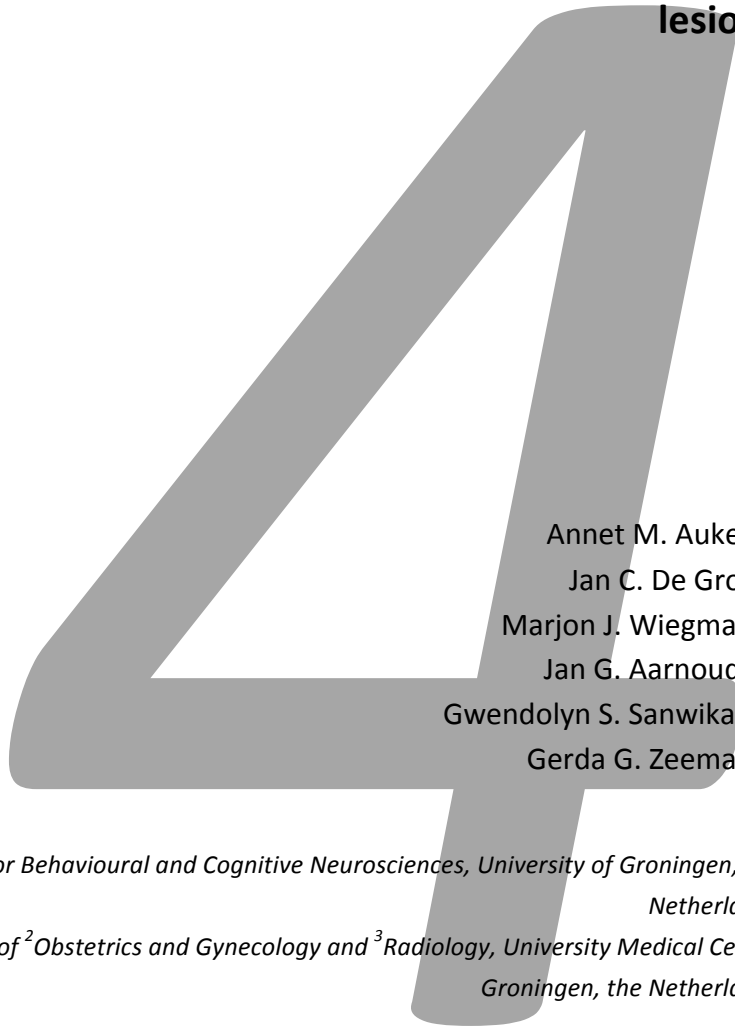 lesio
4
Annet M. Auke
Jan C. De Gro
Marjon J. Wiegma
Jan G. Aarnoud
Gwendolyn S. Sanwika
Gerda G. Zeema
or Behavioural and Cognitive Neurosciences, University of Groningen,
Netherla
of ²Obstetrics and Gynecology and ³Radiology, University Medical Ce
Groningen, the Netherla